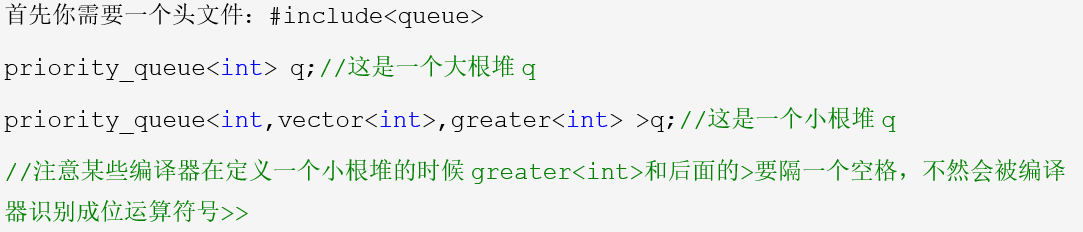 首先你需要一个头文件：#include<queue>
priority_queue<int> q;//这是一个大根堆q
priority_queue<int,vector<int>,greater<int> >q;//这是一个小根堆q
//注意某些编译器在定义一个小根堆的时候greater<int>和后面的>要隔一个空格，不然会被编译
器识别成位运算符号>>